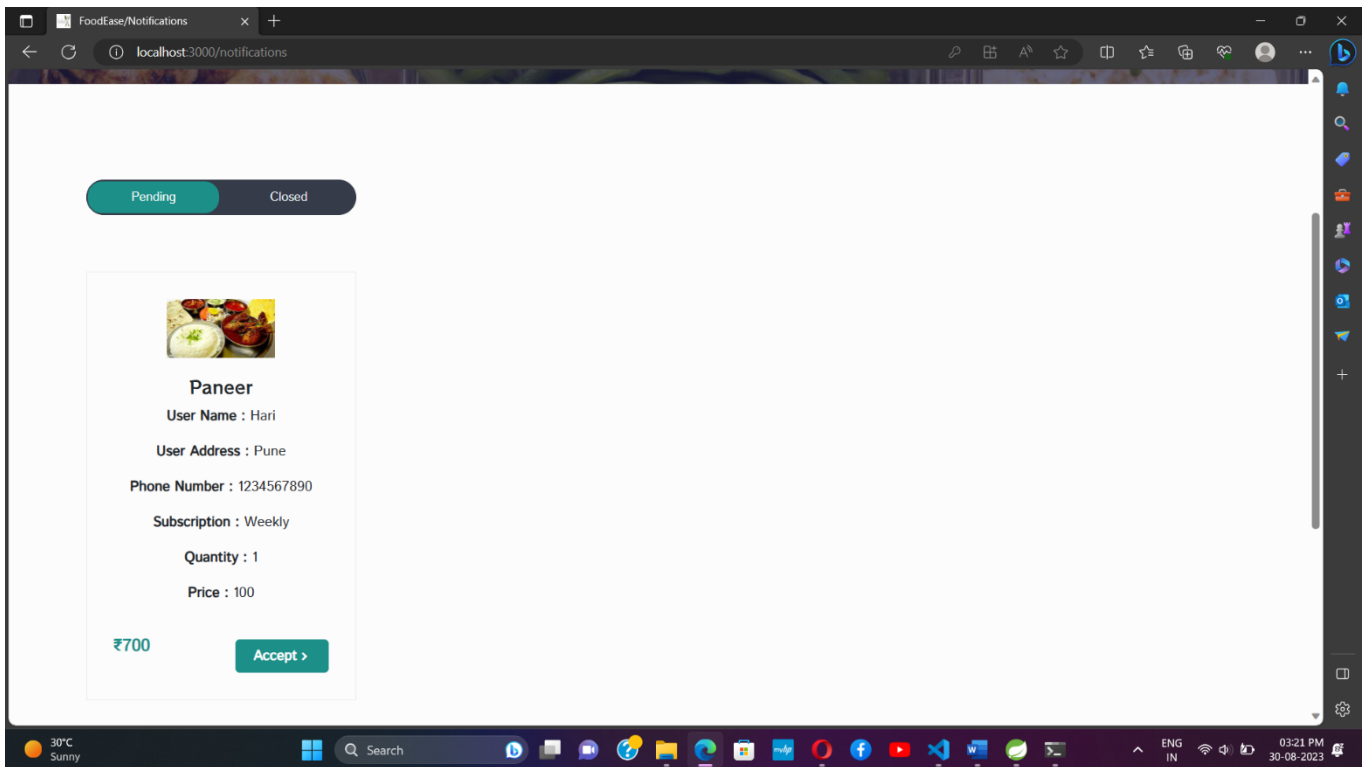 FoodEase/Notifications
localhost:3000/notifications
Pending Closed
Paneer
User Name : Hari
User Address : Pune
Phone Number : 1234567890
Subscription : Weekly
Quantity : 1
Price : 100
₹700
Accept >
30°C
Sunny
Search
ENG
IN
03:21 PM
30-08-2023